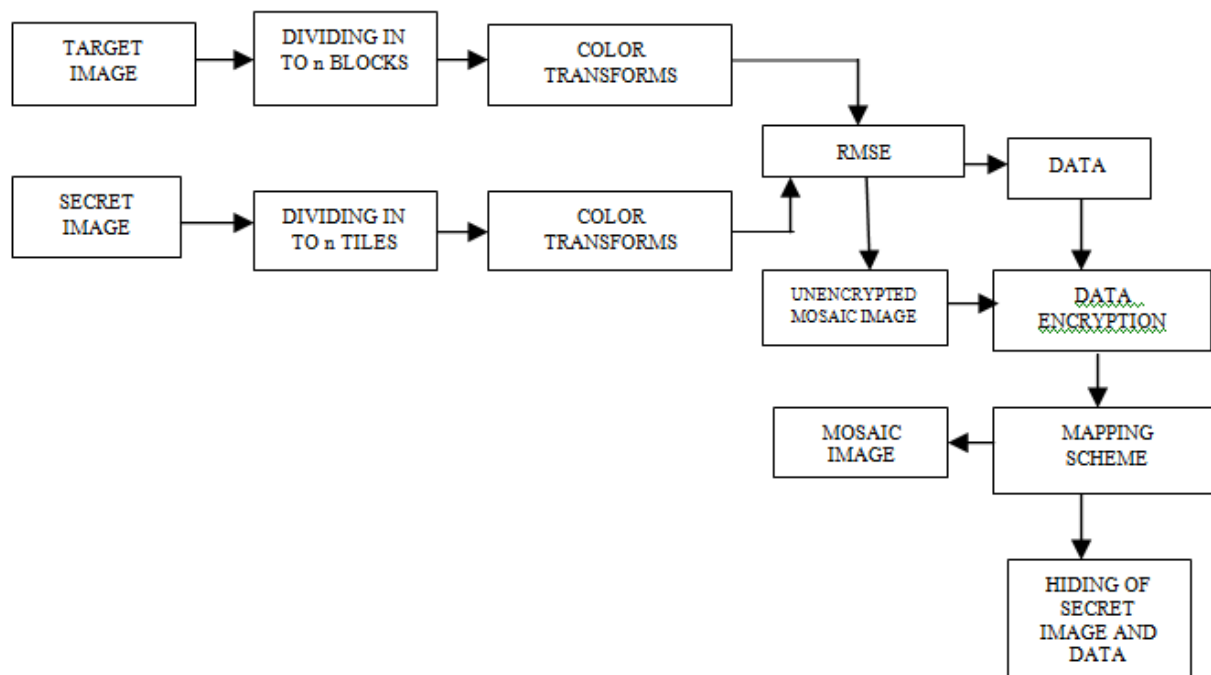 TARGET
IMAGE
DIVIDING IN
TO n BLOCKS
COLOR
TRANSFORMS
RMSE
DATA
SECRET
IMAGE
DIVIDING IN
TO n TILES
COLOR
TRANSFORMS
UNENCRYPTED
MOSAIC IMAGE
DATA
ENCRYPTION
MOSAIC
IMAGE
MAPPING
SCHEME
HIDING OF
SECRET
IMAGE AND
DATA